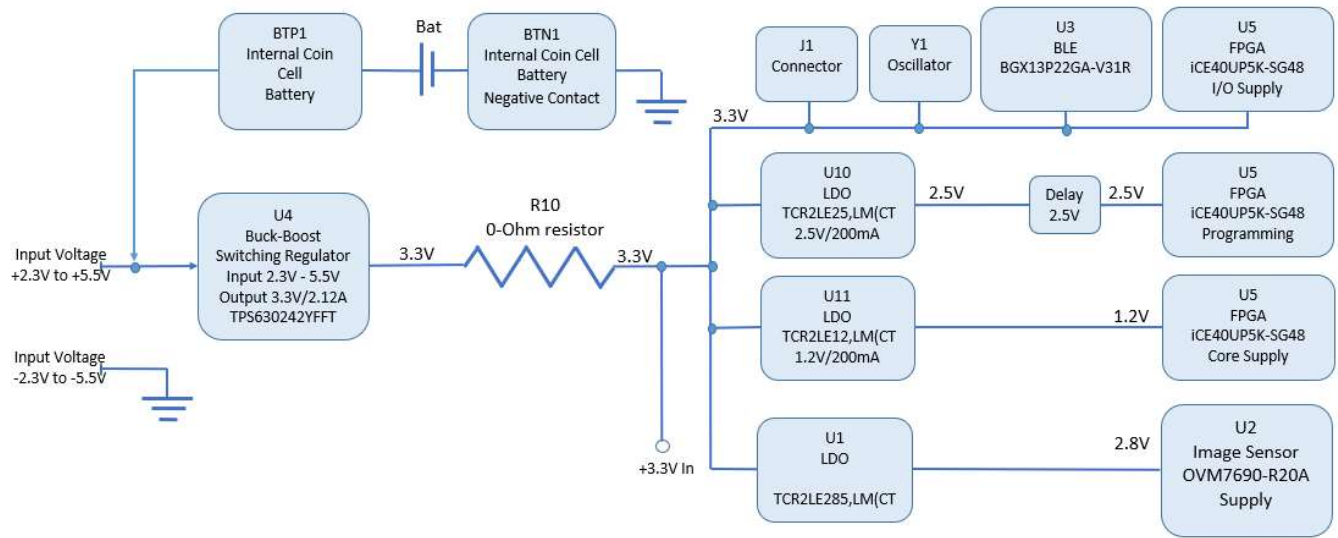 BTP1
Internal Coin
Cell
Battery
Bat
BTN1
Internal Coin Cell
Battery
Negative Contact
J1
Connector
Y1
Oscillator
U3
BLE
BGX13P22GA-V31R
U5
FPGA
iCE40UP5K-SG48
I/O Supply
3.3V
U10
LDO
TCR2LE25,LM(CT
2.5V/200mA
2.5V
Delay
2.5V
2.5V
U5
FPGA
iCE40UP5K-SG48
Programming
Input Voltage
+2.3V to +5.5V
U4
Buck-Boost
Switching Regulator
Input 2.3V - 5.5V
Output 3.3V/2.12A
TPS630242YFFT
3.3V
R10
0-Ohm resistor
3.3V
U11
LDO
TCR2LE12,LM(CT
1.2V/200mA
1.2V
U5
FPGA
iCE40UP5K-SG48
Core Supply
Input Voltage
-2.3V to -5.5V
+3.3V In
U1
LDO
TCR2LE285,LM(CT
2.8V
U2
Image Sensor
OVM7690-R20A
Supply